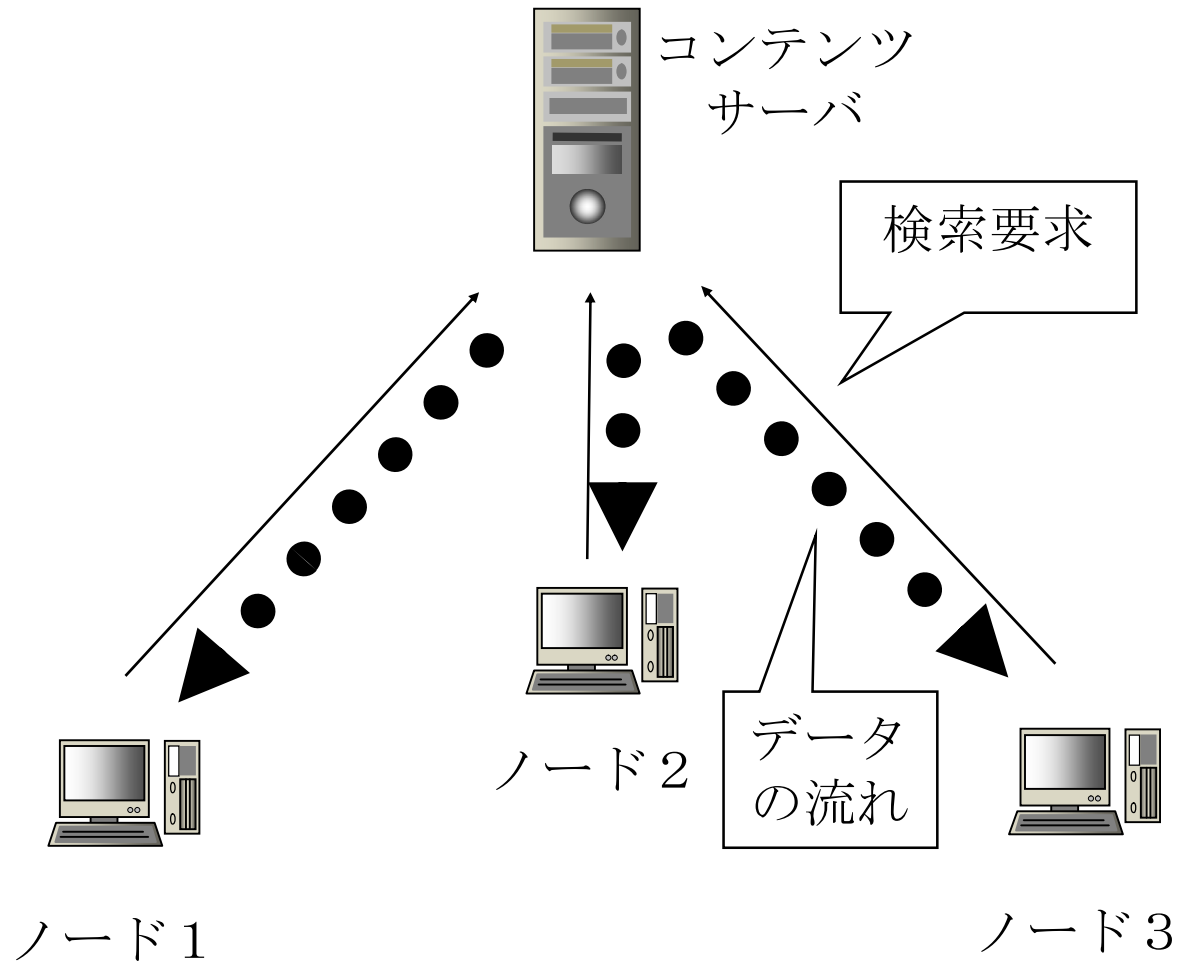 コンテンツ
サーバ
検索要求
データ
の流れ
ノード２
ノード１
ノード３